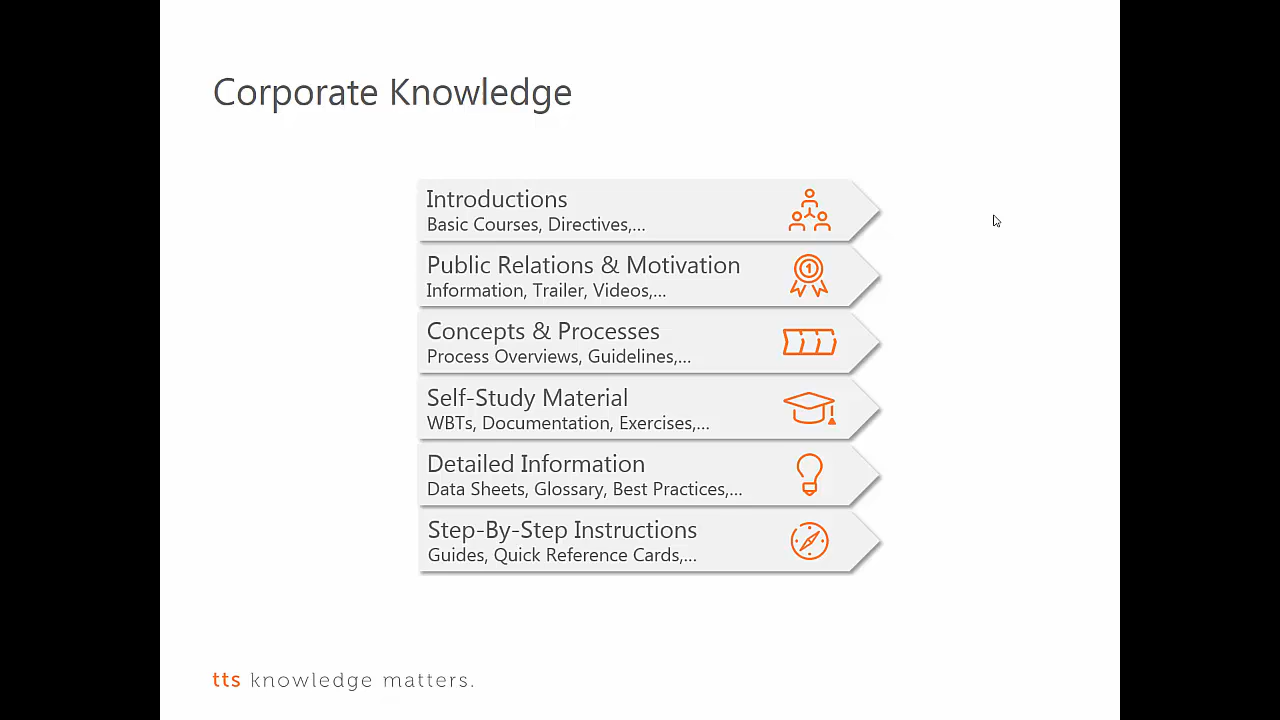 Corporate Knowledge
Introductions
Basic Courses, Directives,...
1
Public Relations & Motivation
Information, Trailer, Videos,...
Concepts & Processes
Process Overviews, Guidelines,...
Self-Study Material
WBTs, Documentation, Exercises,...
Detailed Information
Data Sheets, Glossary, Best Practices,...
Step-By-Step Instructions
Guides, Quick Reference Cards,...
tts knowledge matters.